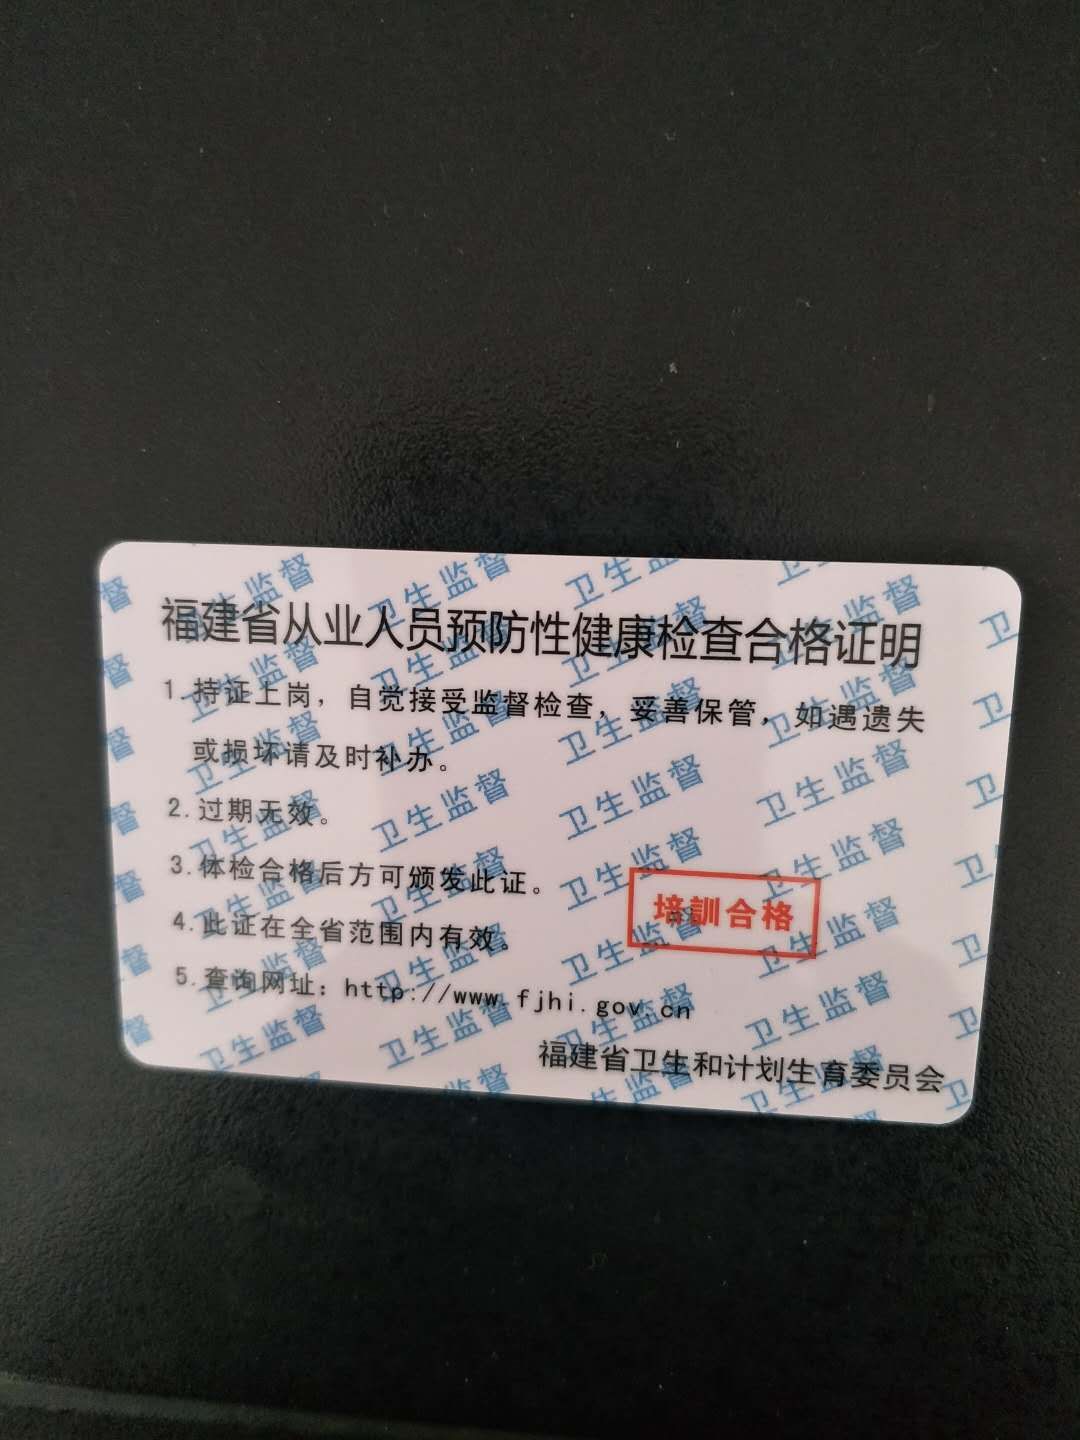 福建省从业人员预防性健康检查合格证明
1.持证上岗，自觉接受监督检查，妥善保管，如遇遗失
或损坏请及时补办。
2.过期无效。
3.体检合格后方可颁发此证。
4.此证在全省范围内有效。
培訓合格
5.查询网址：http://www.fjhi.gov.cn
福建省卫生和计划生育委员会
卫生监督